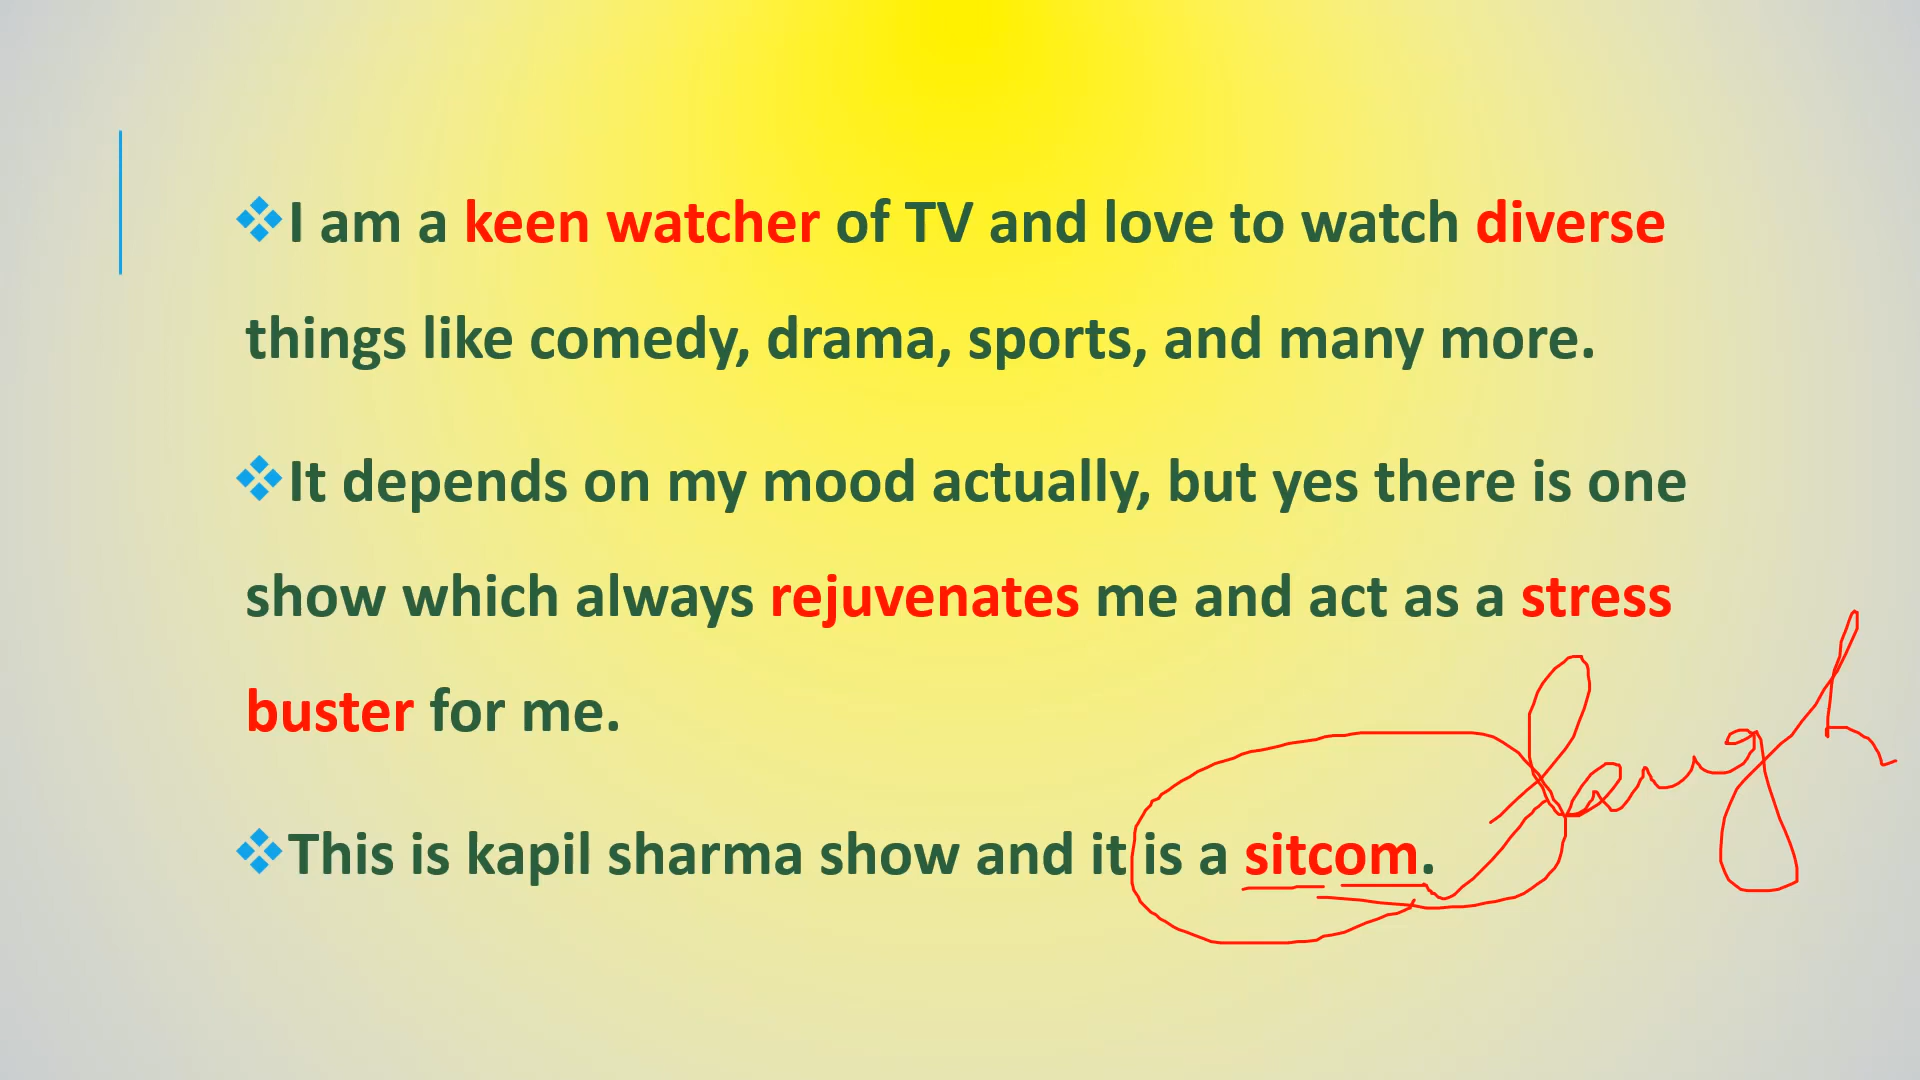 I am a keen watcher of TV and love to watch diverse
things like comedy, drama, sports, and many more.
It depends on my mood actually, but yes there is one
show which always rejuvenates me and act as a stress
buster for me.
This is kapil sharma show and it is a sitcom.
laugh